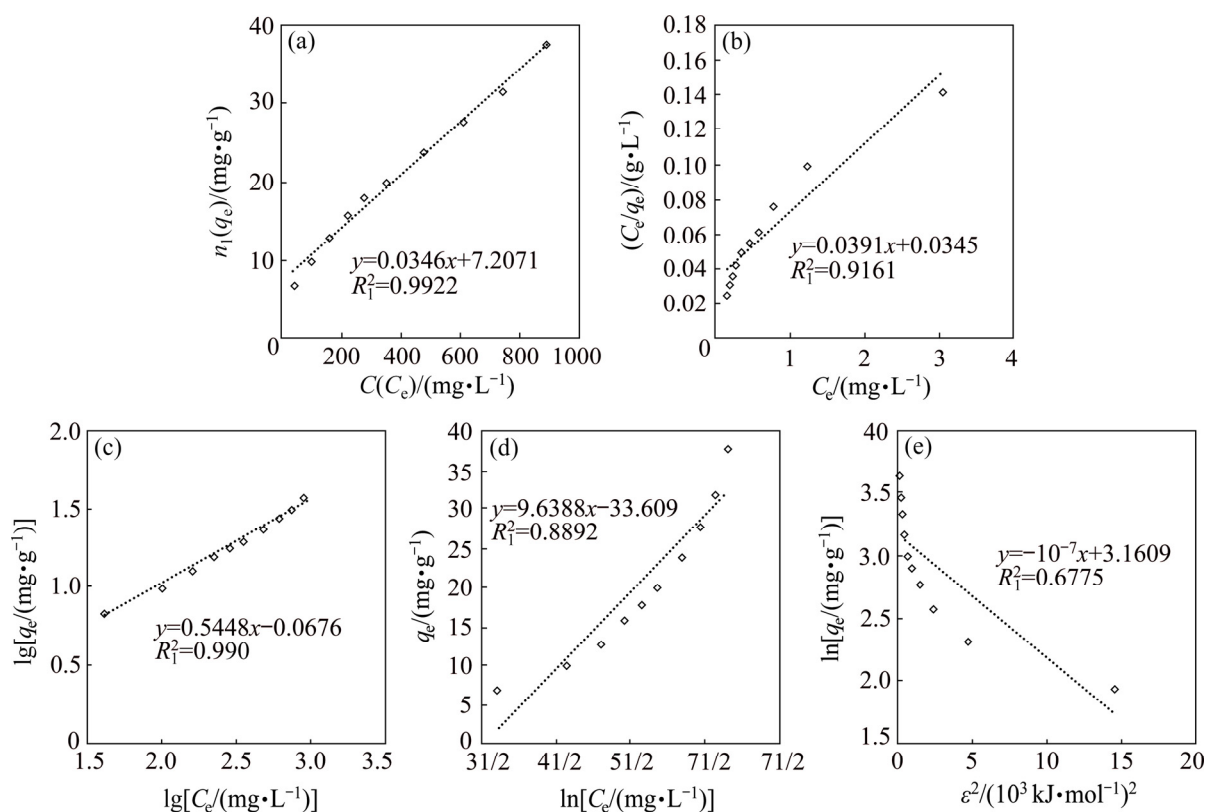 (a)
40
30
20
10
0
200 400 600 800 1000
n₁(qₑ)/(mg•g⁻¹)
C(Cₑ)/(mg•L⁻¹)
y=0.0346x+7.2071
R₁²=0.9922
(b)
0.18
0.16
0.14
0.12
0.10
0.08
0.06
0.04
0.02
0 1 2 3 4
(Cₑ/qₑ)/(g•L⁻¹)
Cₑ/(mg•L⁻¹)
y=0.0391x+0.0345
R₁²=0.9161
(c)
2.0
1.5
1.0
0.5
0
1.5 2.0 2.5 3.0 3.5
lg[qₑ/(mg•g⁻¹)]
lg[Cₑ/(mg•L⁻¹)]
y=0.5448x−0.0676
R₁²=0.990
(d)
40
35
30
25
20
15
10
5
0
31/2 41/2 51/2 71/2 71/2
qₑ/(mg•g⁻¹)
ln[Cₑ/(mg•L⁻¹)]
y=9.6388x−33.609
R₁²=0.8892
(e)
40
3.5
3.0
2.5
2.0
1.5
0 5 10 15 20
ln[qₑ/(mg•g⁻¹)]
ε²/(10³ kJ•mol⁻¹)²
y=−10⁻⁷x+3.1609
R₁²=0.6775